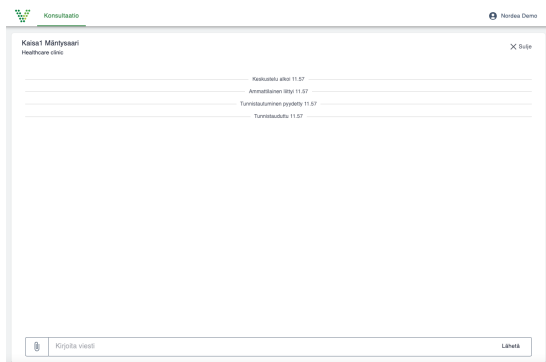 Konsultaatio
Nordea Demo
Kaisa1 Mäntysaari
Sulje
Healthcare clinic
Keskustelu alkoi 11.57
Ammattilainen liittyi 11.57
Tunnistautuminen pyydetty 11.57
Tunnistauduttu 11.57
Kirjoita viesti
Lähetä